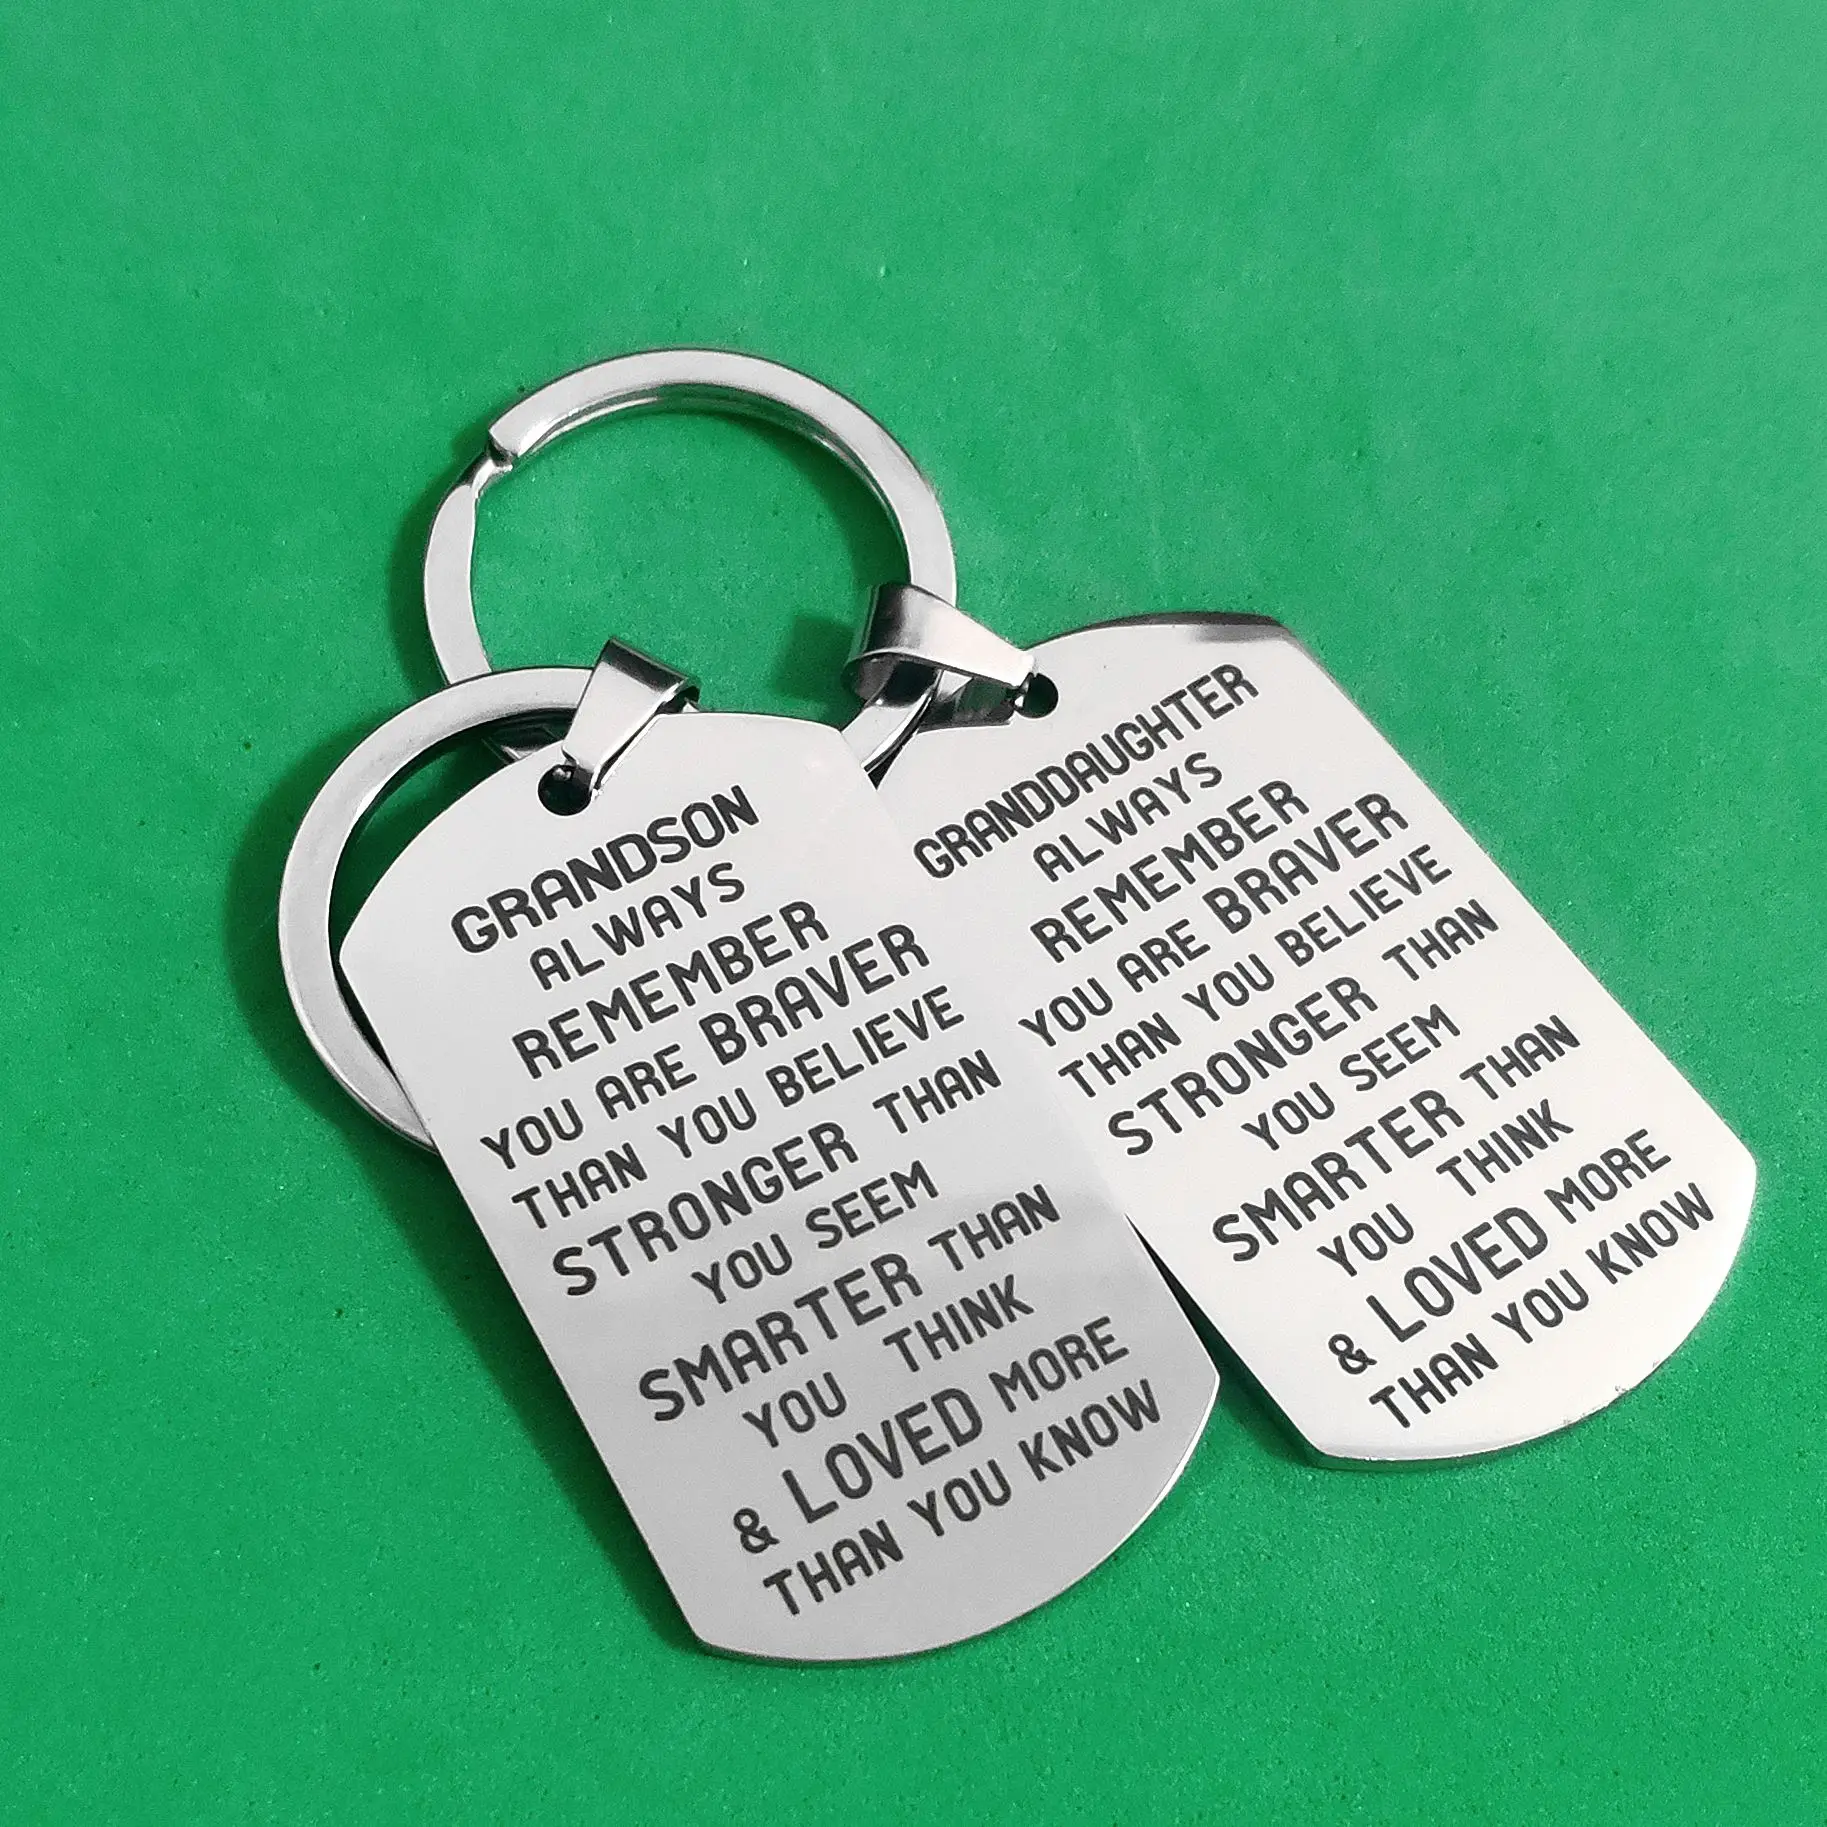 GRANDSON
ALWAYS
REMEMBER
YOU ARE BRAVER
THAN YOU BELIEVE
STRONGER THAN
YOU SEEM
SMARTER THAN
YOU THINK
& LOVED MORE
THAN YOU KNOW
GRANDDAUGHTER
ALWAYS
REMEMBER
YOU ARE BRAVER
THAN YOU BELIEVE
STRONGER THAN
YOU SEEM
SMARTER THAN
YOU THINK
& LOVED MORE
THAN YOU KNOW